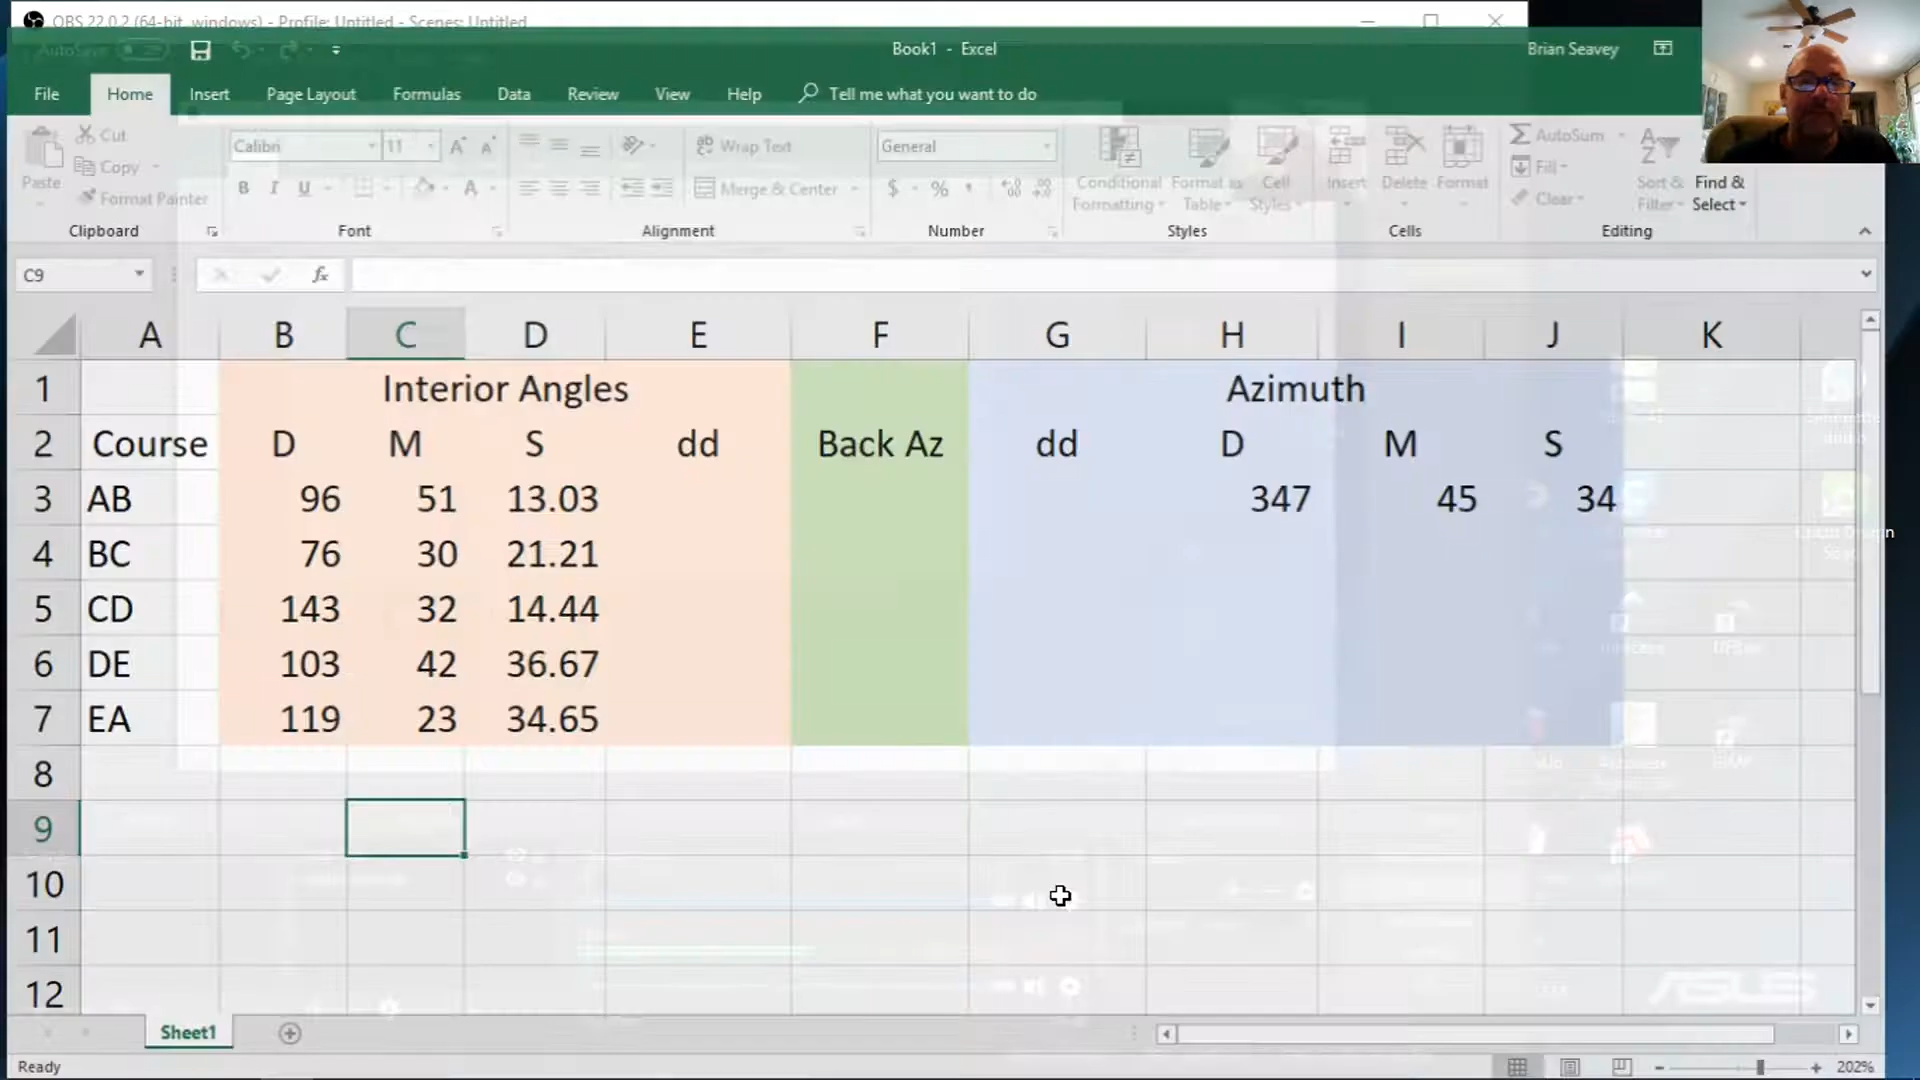 OBS 22.0.2 (64-bit, windows) - Profile: Untitled - Scenes: Untitled
AutoSave Book1 - Excel Brian Seavey
File Home Insert Page Layout Formulas Data Review View Help Tell me what you want to do
Paste Cut Copy Format Painter Clipboard
Calibri 11 B I U A Font
Wrap Text Merge & Center Alignment
General $ % Number
Conditional Formatting Format as Table Cell Styles Styles
Insert Delete Format Cells
AutoSum Fill Clear Sort & Filter Find & Select Editing
C9 fx
A B C D E F G H I J K
1 Interior Angles Azimuth
2 Course D M S dd Back Az dd D M S
3 AB 96 51 13.03 347 45 34
4 BC 76 30 21.21
5 CD 143 32 14.44
6 DE 103 42 36.67
7 EA 119 23 34.65
8
9
10
11
12
ASUS
Sheet1
Ready 202%